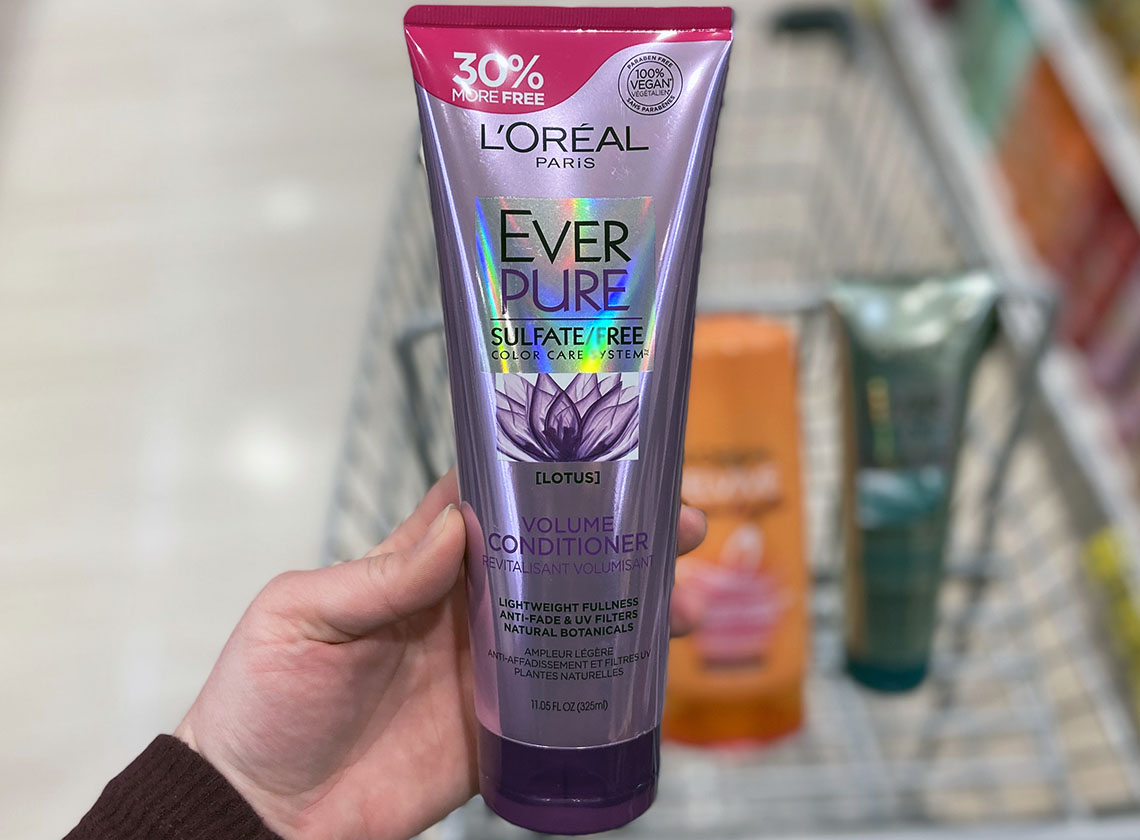 30%
MORE FREE
PARABEN FREE
100%
VEGAN*
VÉGÉTALIEN*
SANS PARABÈNES
L'ORÉAL
PARiS
EVER
PURE
SULFATE/FREE
COLOR CARE SYSTEM
[LOTUS]
VOLUME
CONDITIONER
REVITALISANT VOLUMISANT
LIGHTWEIGHT FULLNESS
ANTI-FADE & UV FILTERS
NATURAL BOTANICALS
AMPLEUR LÉGÈRE
ANTI-AFFADISSEMENT ET FILTRES UV
PLANTES NATURELLES
11.05 FL OZ (325ml)